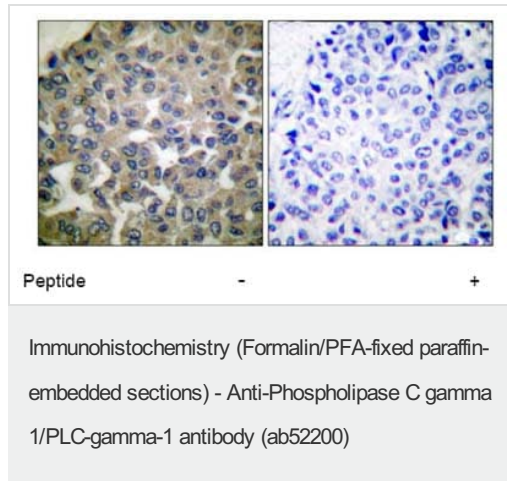 Peptide - +
Immunohistochemistry (Formalin/PFA-fixed paraffin-
embedded sections) - Anti-Phospholipase C gamma
1/PLC-gamma-1 antibody (ab52200)